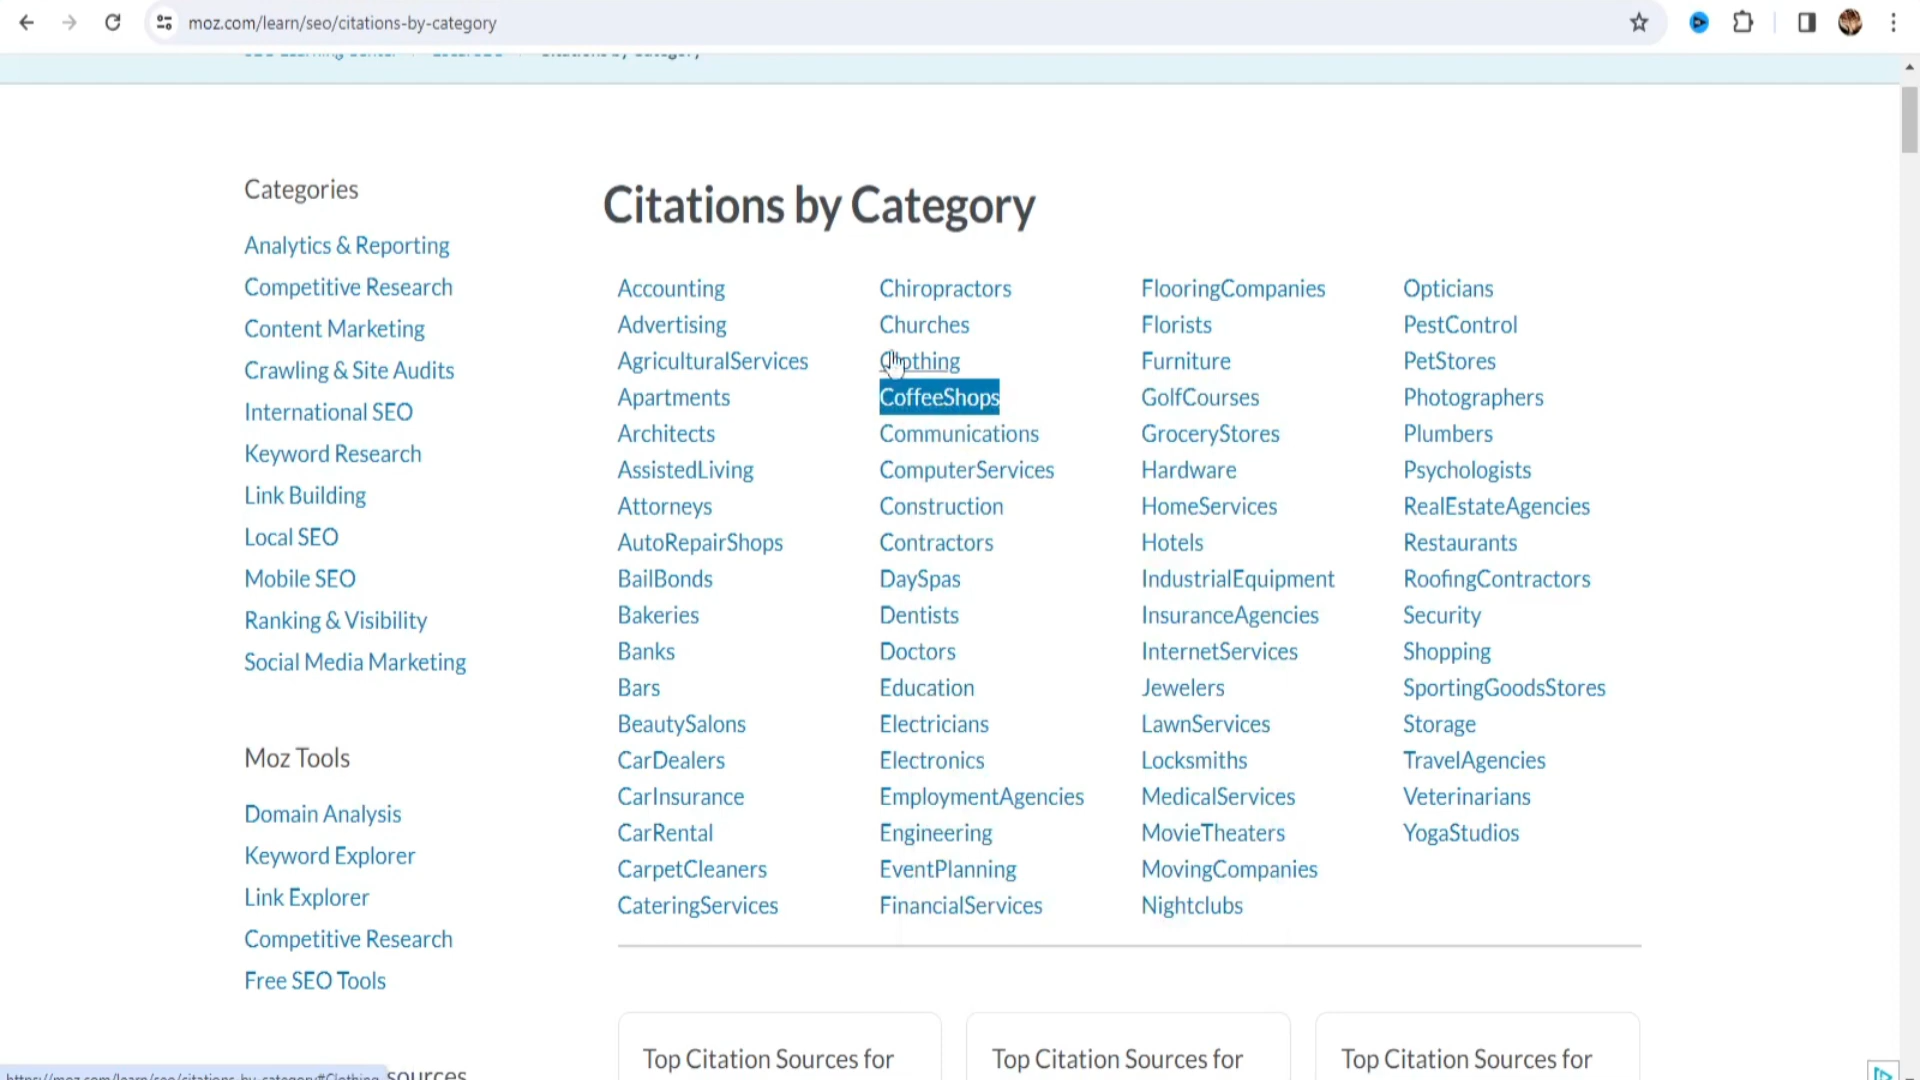 moz.com/learn/seo/citations-by-category
Categories
Analytics & Reporting
Competitive Research
Content Marketing
Crawling & Site Audits
International SEO
Keyword Research
Link Building
Local SEO
Mobile SEO
Ranking & Visibility
Social Media Marketing
Moz Tools
Domain Analysis
Keyword Explorer
Link Explorer
Competitive Research
Free SEO Tools
Citations by Category
Accounting
Advertising
AgriculturalServices
Apartments
Architects
AssistedLiving
Attorneys
AutoRepairShops
BailBonds
Bakeries
Banks
Bars
BeautySalons
CarDealers
CarInsurance
CarRental
CarpetCleaners
CateringServices
Chiropractors
Churches
Clothing
CoffeeShops
Communications
ComputerServices
Construction
Contractors
DaySpas
Dentists
Doctors
Education
Electricians
Electronics
EmploymentAgencies
Engineering
EventPlanning
FinancialServices
FlooringCompanies
Florists
Furniture
GolfCourses
GroceryStores
Hardware
HomeServices
Hotels
IndustrialEquipment
InsuranceAgencies
InternetServices
Jewelers
LawnServices
Locksmiths
MedicalServices
MovieTheaters
MovingCompanies
Nightclubs
Opticians
PestControl
PetStores
Photographers
Plumbers
Psychologists
RealEstateAgencies
Restaurants
RoofingContractors
Security
Shopping
SportingGoodsStores
Storage
TravelAgencies
Veterinarians
YogaStudios
Top Citation Sources for
Top Citation Sources for
Top Citation Sources for